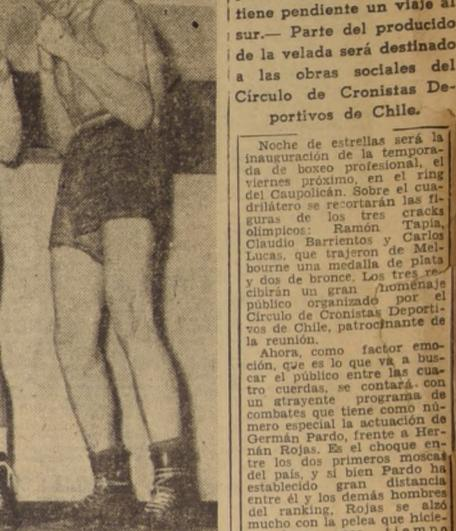 tiene pendiente un viaje al
sur.— Parte del producido
de la velada será destinado
a las obras sociales del
Círculo de Cronistas De-
portivos de Chile.
Noche de estrellas será la
inauguración de la tempora-
da de boxeo profesional, el
viernes próximo, en el ring
del Caupolicán. Sobre el cua-
drilátero se recortarán las fi-
guras de los tres cracks
olímpicos: Ramón Tapia,
Claudio Barrientos y Carlos
Lucas, que trajeron de Mel-
bourne una medalla de plata
y dos de bronce. Los tres re-
cibirán un gran homenaje
público organizado por el
Círculo de Cronistas Deporti-
vos de Chile, patrocinante de
la reunión.
Ahora, como factor emo-
ción, que es lo que va a bus-
car el público entre las cua-
tro cuerdas, se contará con
un atrayente programa de
combates que tiene como nú-
mero especial la actuación de
Germán Pardo, frente a Her-
nán Rojas. Es el choque en-
tre los dos primeros moscas
del país, y si bien Pardo ha
establecido gran distancia
entre él y los demás hombres
del ranking, Rojas se alzó
mucho con la pelea que hicie-